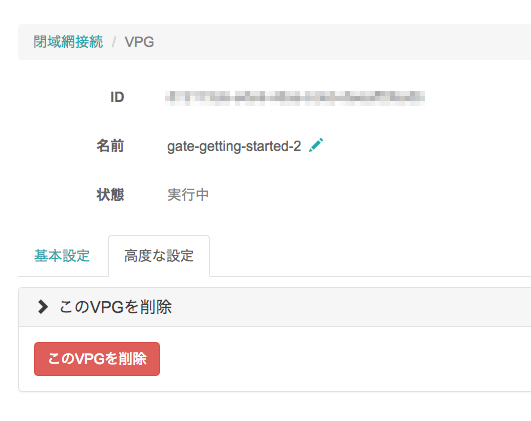 閉域網接続 / VPG
ID
名前 gate-getting-started-2
状態 実行中
基本設定 高度な設定
このVPGを削除
このVPGを削除